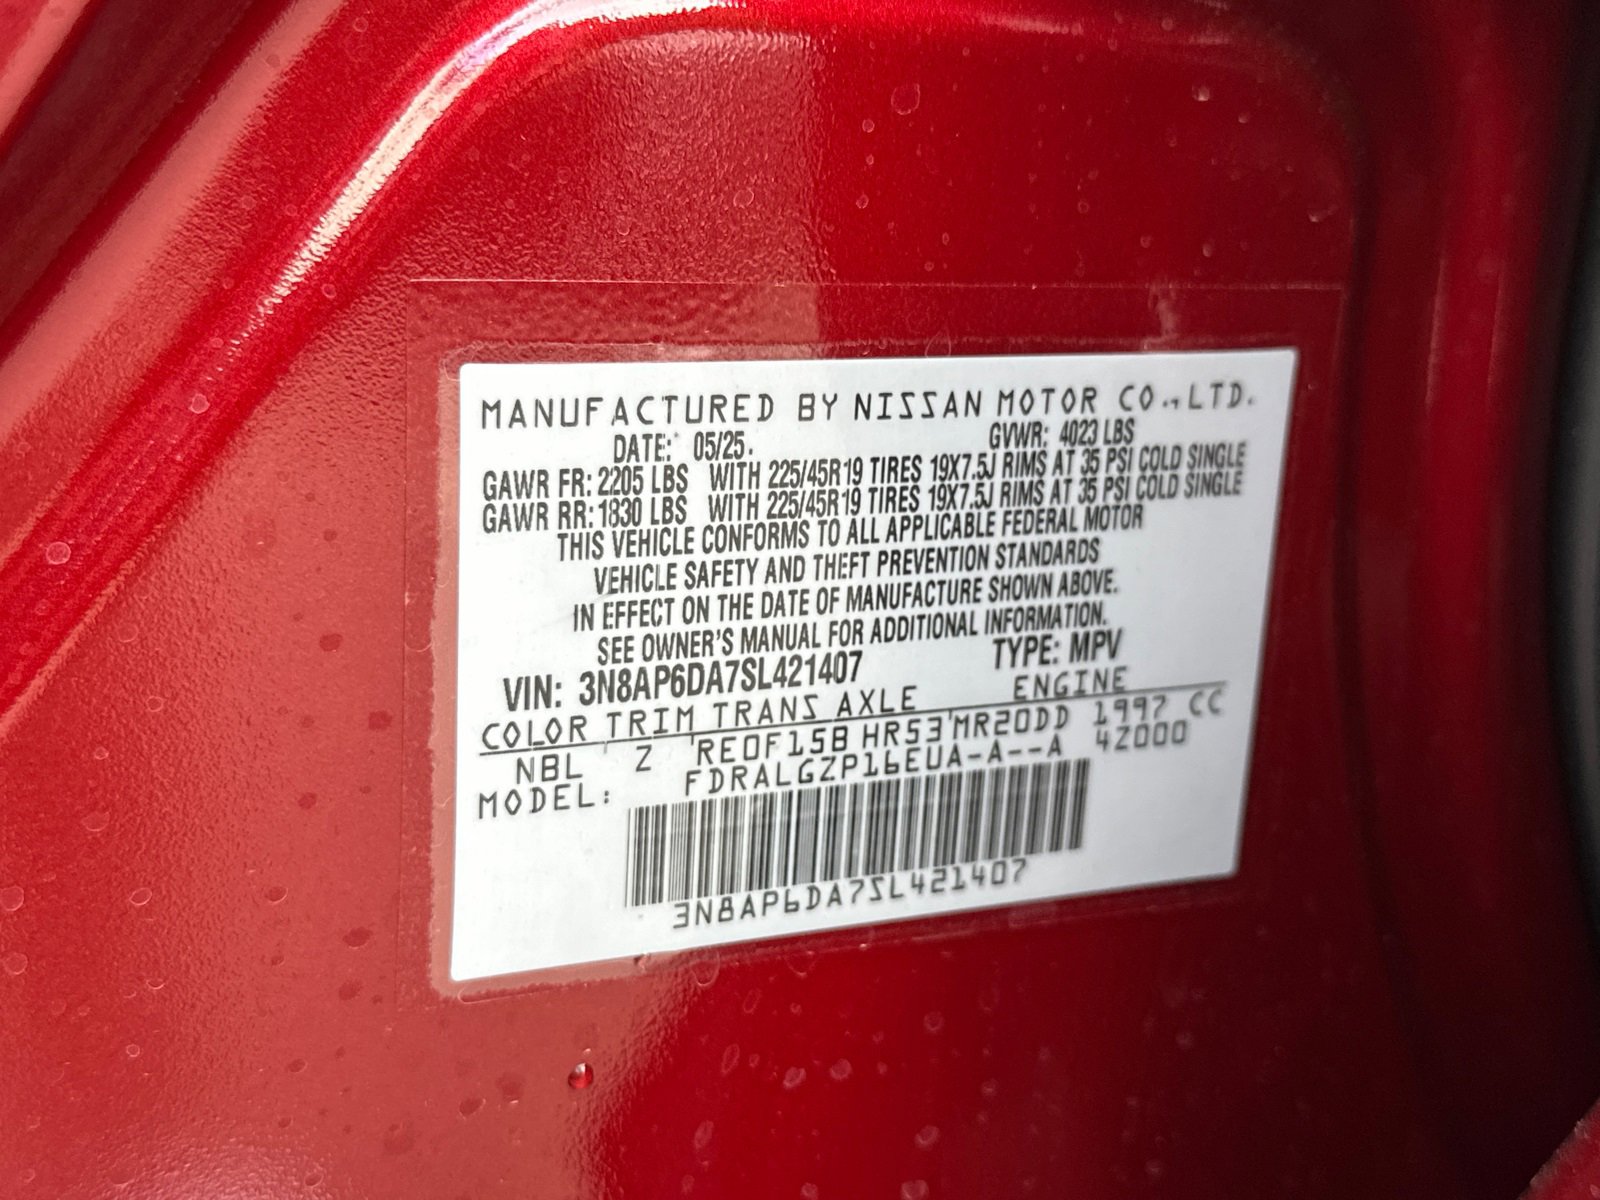 MANUFACTURED BY NISSAN MOTOR CO.,LTD.
DATE: 05/25. GVWR: 4023 LBS
GAWR FR: 2205 LBS WITH 225/45R19 TIRES 19X7.5J RIMS AT 35 PSI COLD SINGLE
GAWR RR: 1830 LBS WITH 225/45R19 TIRES 19X7.5J RIMS AT 35 PSI COLD SINGLE
THIS VEHICLE CONFORMS TO ALL APPLICABLE FEDERAL MOTOR
VEHICLE SAFETY AND THEFT PREVENTION STANDARDS
IN EFFECT ON THE DATE OF MANUFACTURE SHOWN ABOVE.
SEE OWNER'S MANUAL FOR ADDITIONAL INFORMATION.
VIN: 3N8AP6DA7SL421407 TYPE: MPV
COLOR TRIM TRANS AXLE ENGINE
NBL Z RE0F15B HR53 MR20DD 1997 CC
MODEL: FDRALGZP16EUA-A--A 42000
3N8AP6DA7SL421407